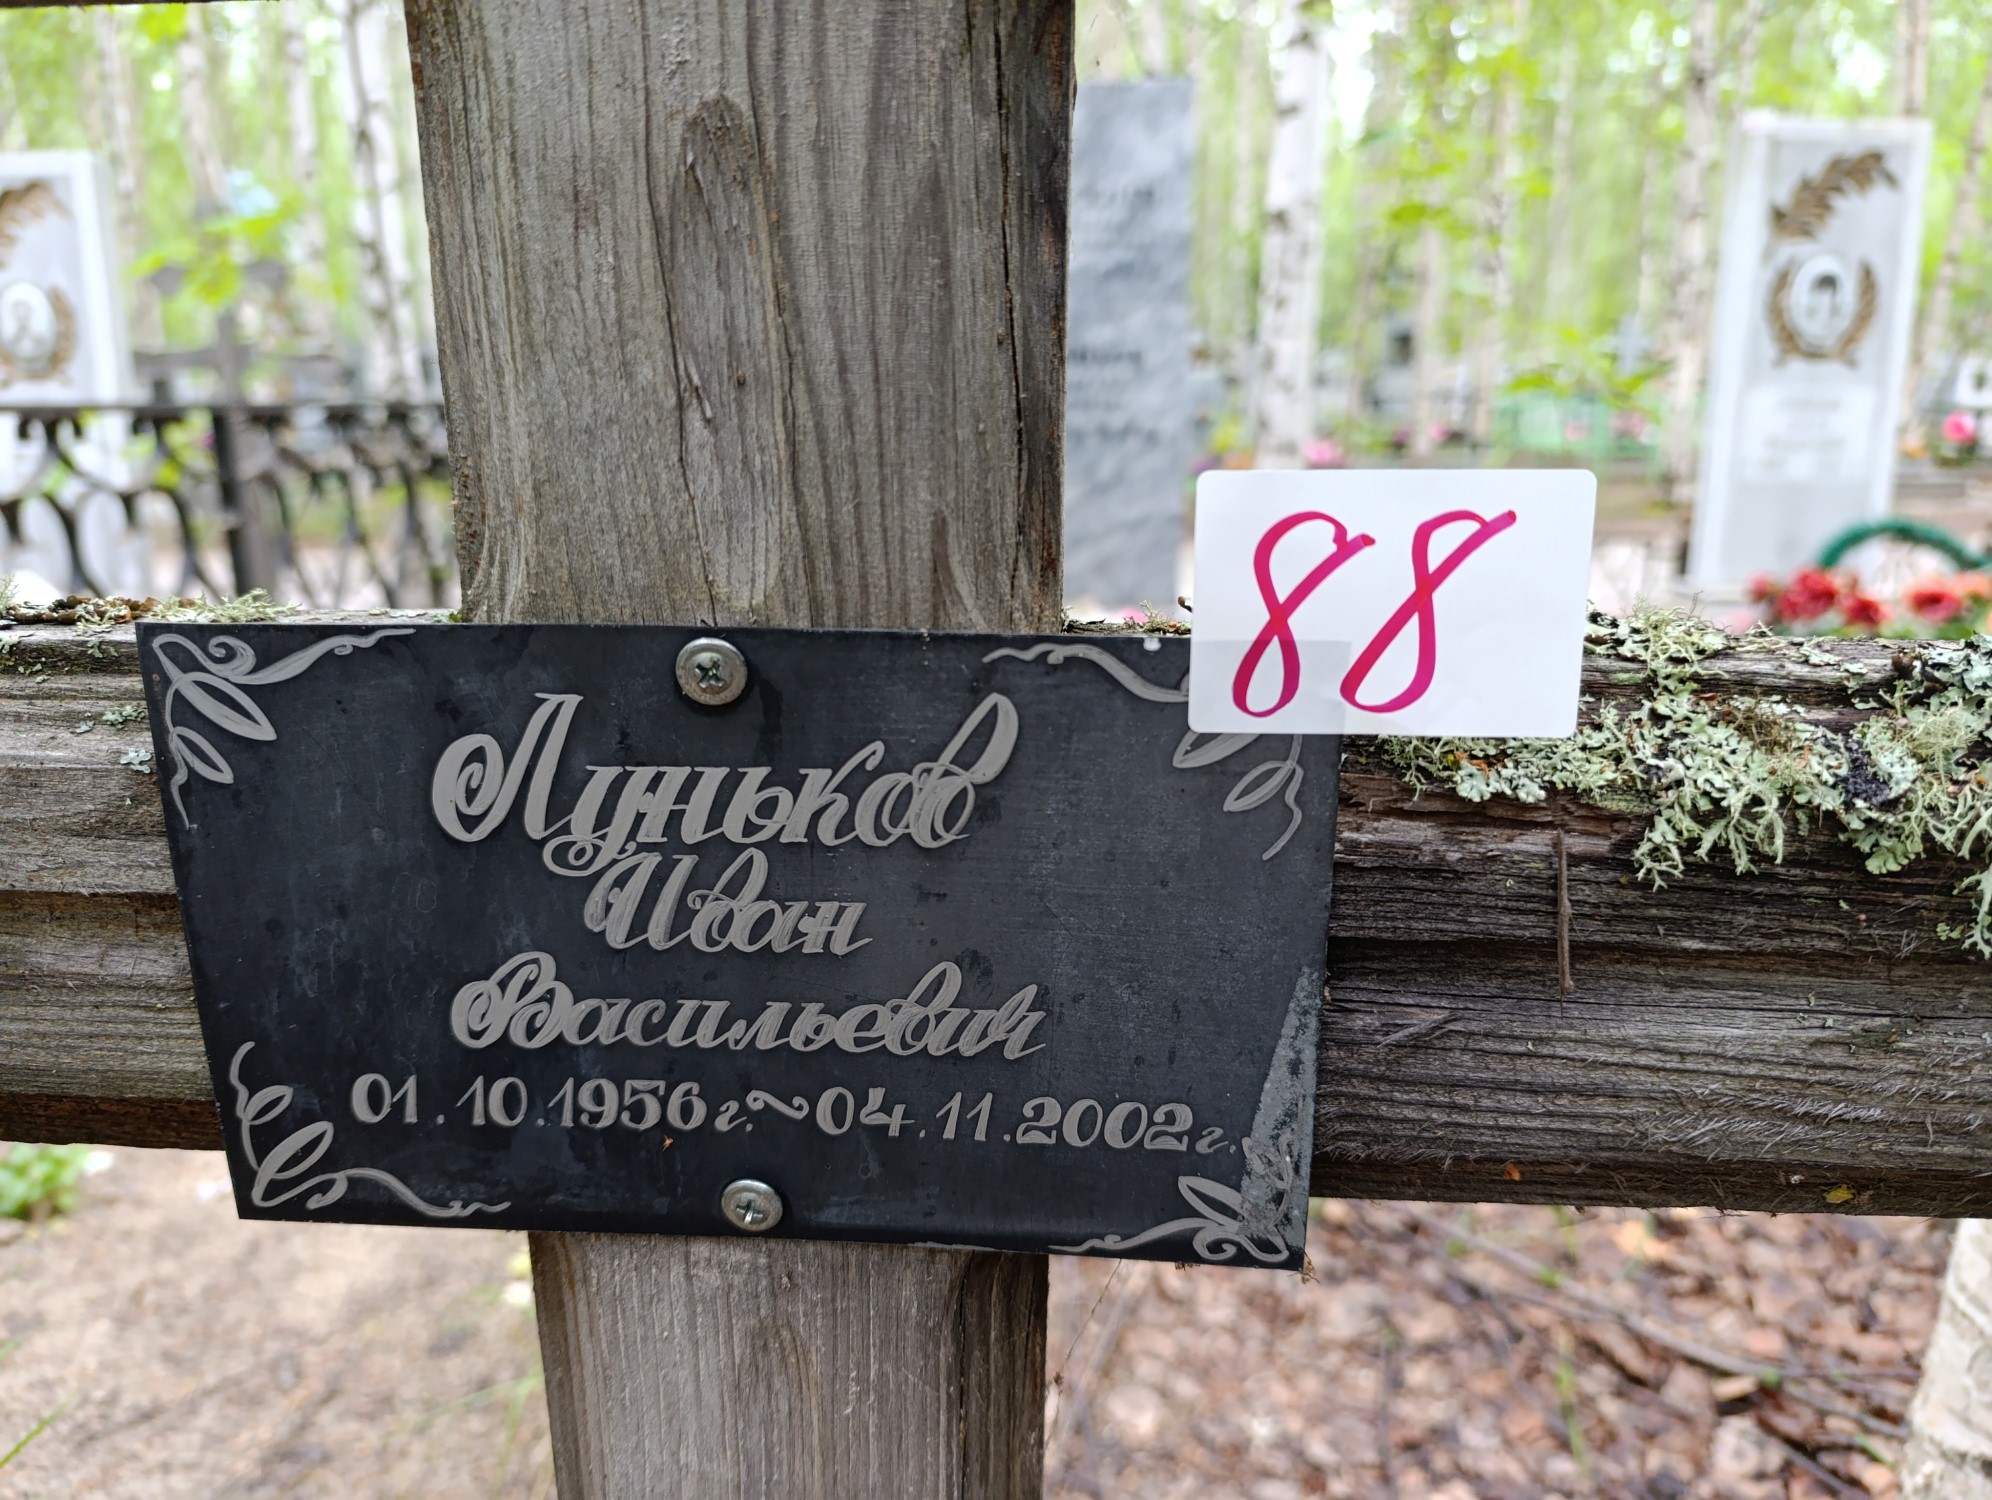 88
Луньков
Иван
Васильевич
01.10.1956г.~04.11.2002г.